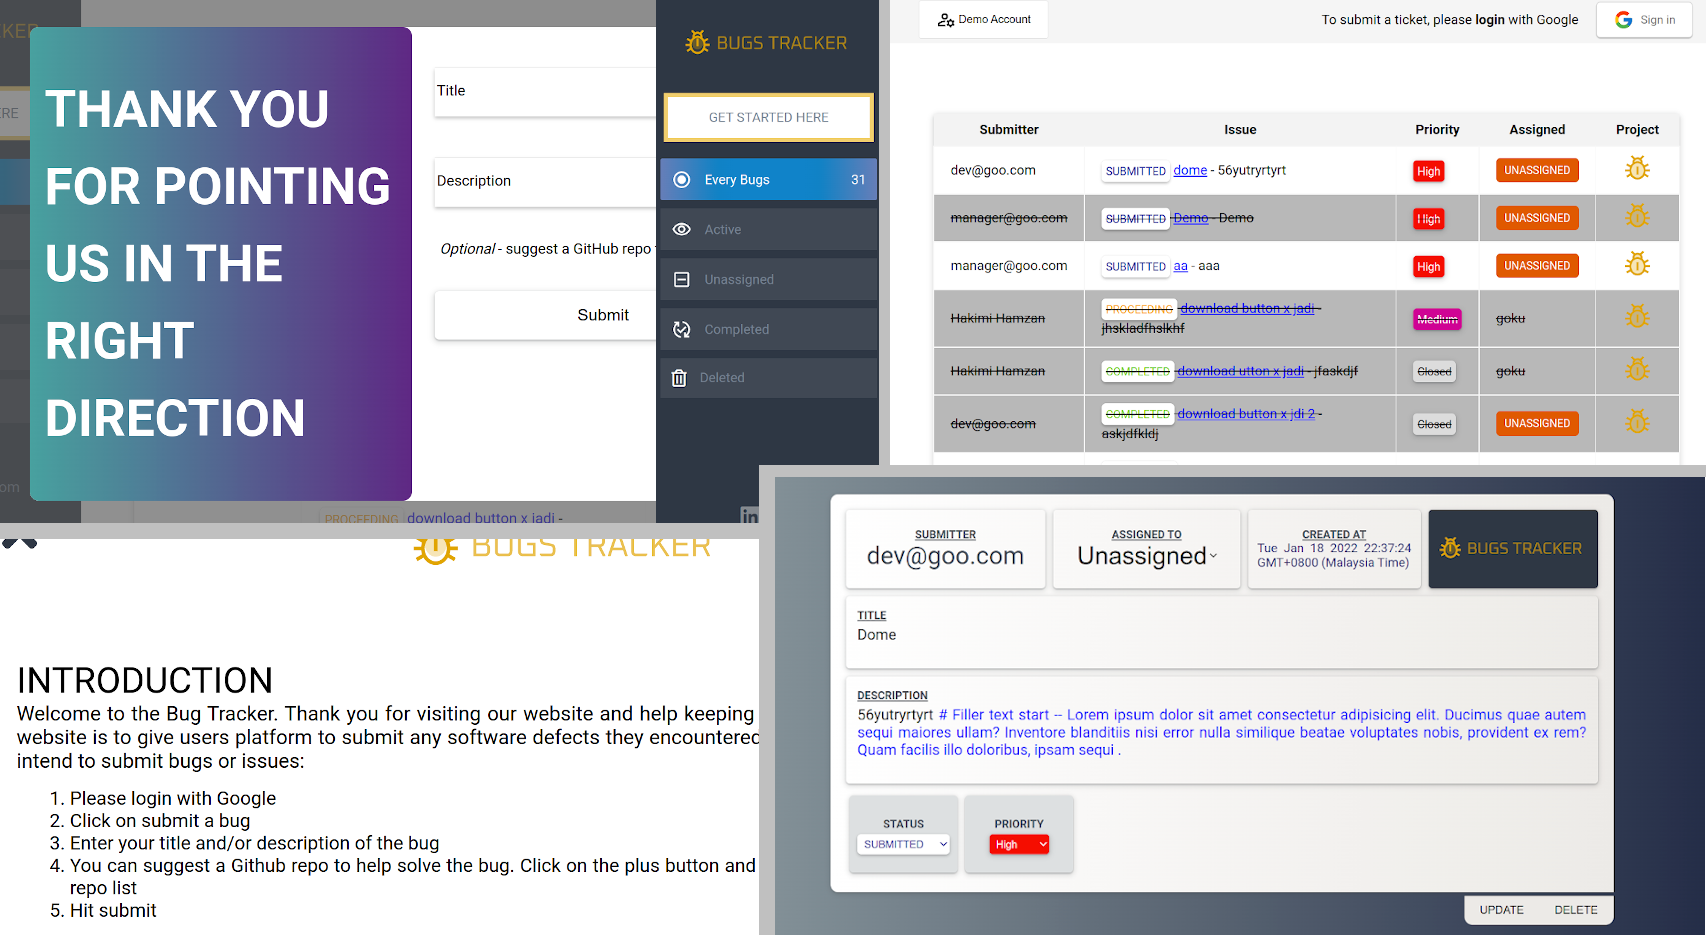 KE
RE
om
THANK YOU
FOR POINTING
US IN THE
RIGHT
DIRECTION
Title
Description
Optional - suggest a GitHub repo
Submit
PROCEEDING download button x jadi -
BUGS TRACKER
GET STARTED HERE
Every Bugs 31
Active
Unassigned
Completed
Deleted
in
Demo Account
To submit a ticket, please login with Google
Sign in
Submitter Issue Priority Assigned Project
dev@goo.com SUBMITTED dome - 56yutryrtyrt High UNASSIGNED
manager@goo.com SUBMITTED Demo - Demo High UNASSIGNED
manager@goo.com SUBMITTED aa - aaa High UNASSIGNED
Hakimi Hamzan PROCEEDING download button x jadi - Medium goku
jhskladfhslkhf
Hakimi Hamzan COMPLETED download utton x jadi - jfaskdjf Closed goku
dev@goo.com COMPLETED download button x jdi 2 - Closed UNASSIGNED
askjdfkldj
BUGS TRACKER
INTRODUCTION
Welcome to the Bug Tracker. Thank you for visiting our website and help keeping
website is to give users platform to submit any software defects they encountered
intend to submit bugs or issues:
1. Please login with Google
2. Click on submit a bug
3. Enter your title and/or description of the bug
4. You can suggest a Github repo to help solve the bug. Click on the plus button and
repo list
5. Hit submit
SUBMITTER
dev@goo.com
ASSIGNED TO
Unassigned
CREATED AT
Tue Jan 18 2022 22:37:24
GMT+0800 (Malaysia Time)
BUGS TRACKER
TITLE
Dome
DESCRIPTION
56yutryrtyrt # Filler text start -- Lorem ipsum dolor sit amet consectetur adipisicing elit. Ducimus quae autem
sequi maiores ullam? Inventore blanditiis nisi error nulla similique beatae voluptates nobis, provident ex rem?
Quam facilis illo doloribus, ipsam sequi .
STATUS
SUBMITTED
PRIORITY
High
UPDATE DELETE